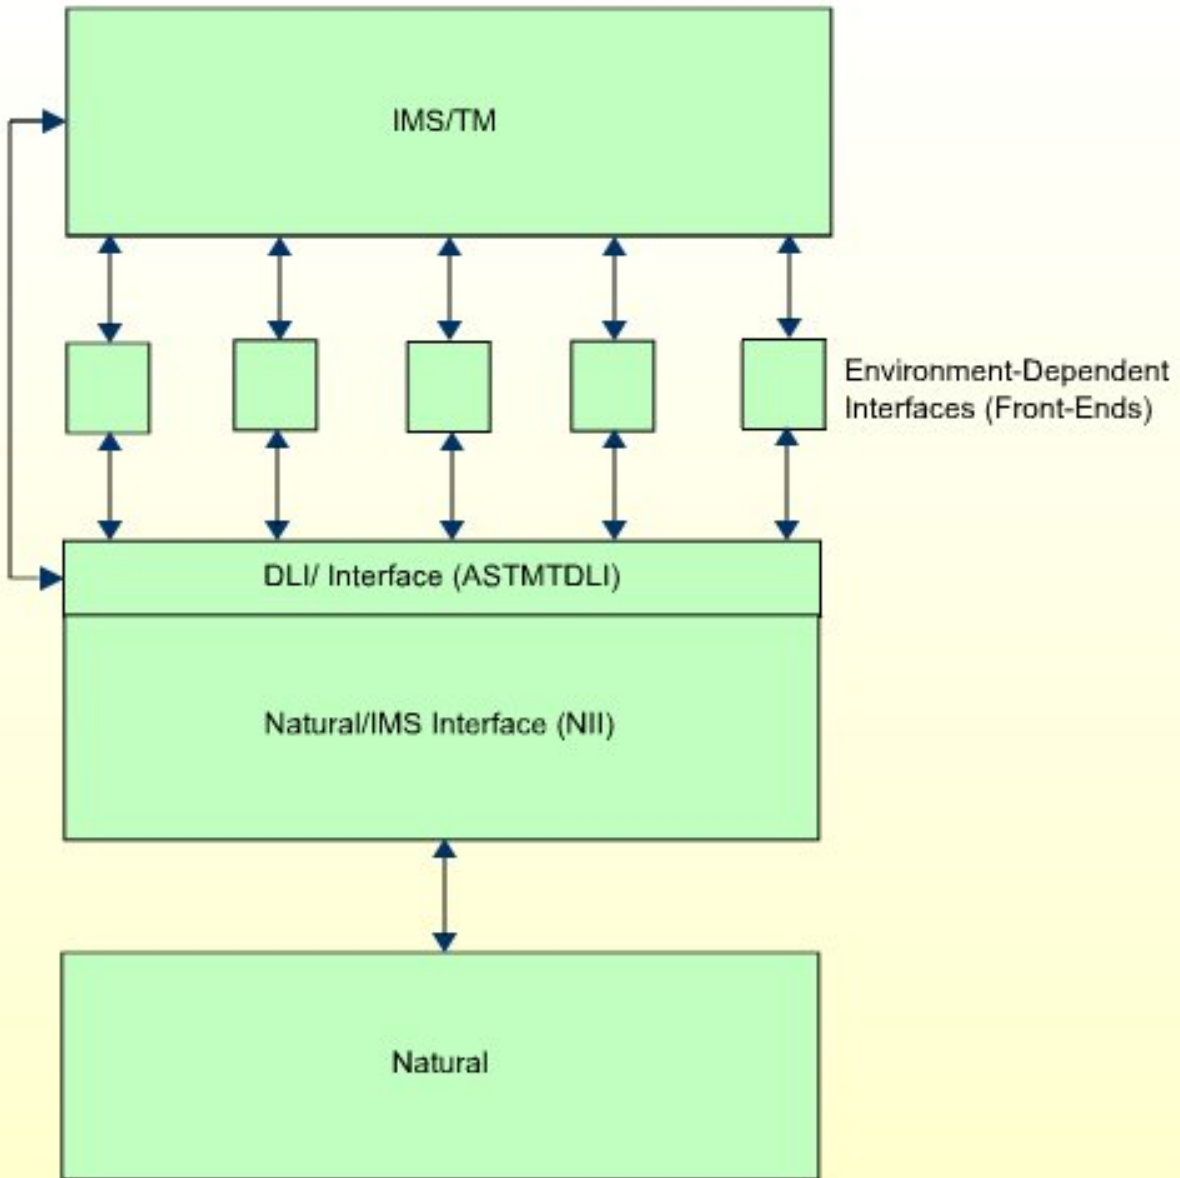 IMS/TM
Environment-Dependent
Interfaces (Front-Ends)
DLI/ Interface (ASTMTDLI)
Natural/IMS Interface (NII)
Natural